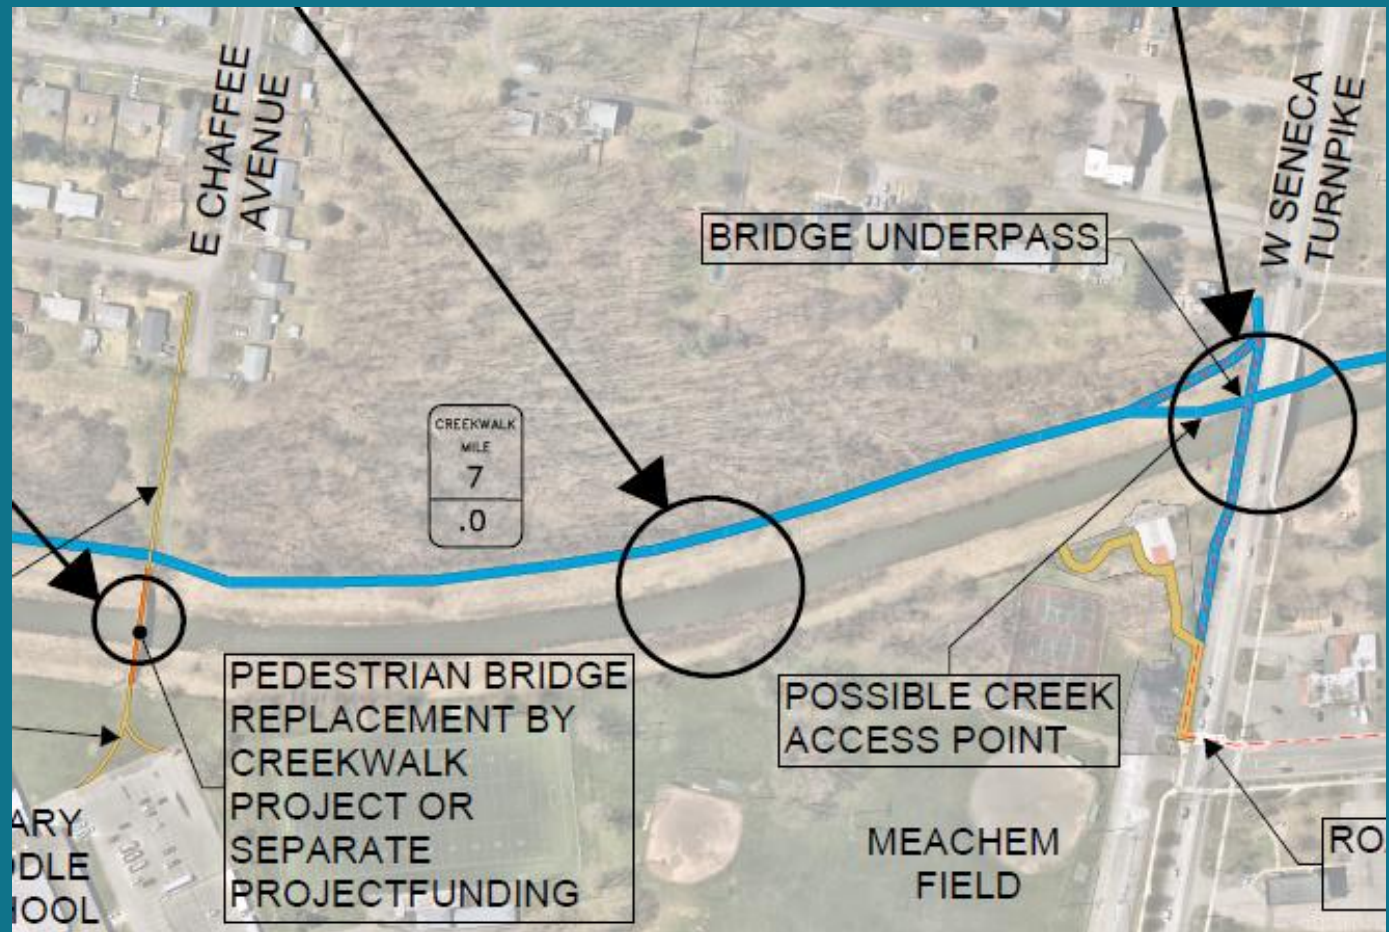 E CHAFFEE
AVENUE
W SENECA
TURNPIKE
BRIDGE UNDERPASS
CREEKWALK
MILE
7
.0
PEDESTRIAN BRIDGE
REPLACEMENT BY
CREEKWALK
PROJECT OR
SEPARATE
PROJECTFUNDING
POSSIBLE CREEK
ACCESS POINT
MEACHEM
FIELD
ARY
DDLE
HOOL
RO